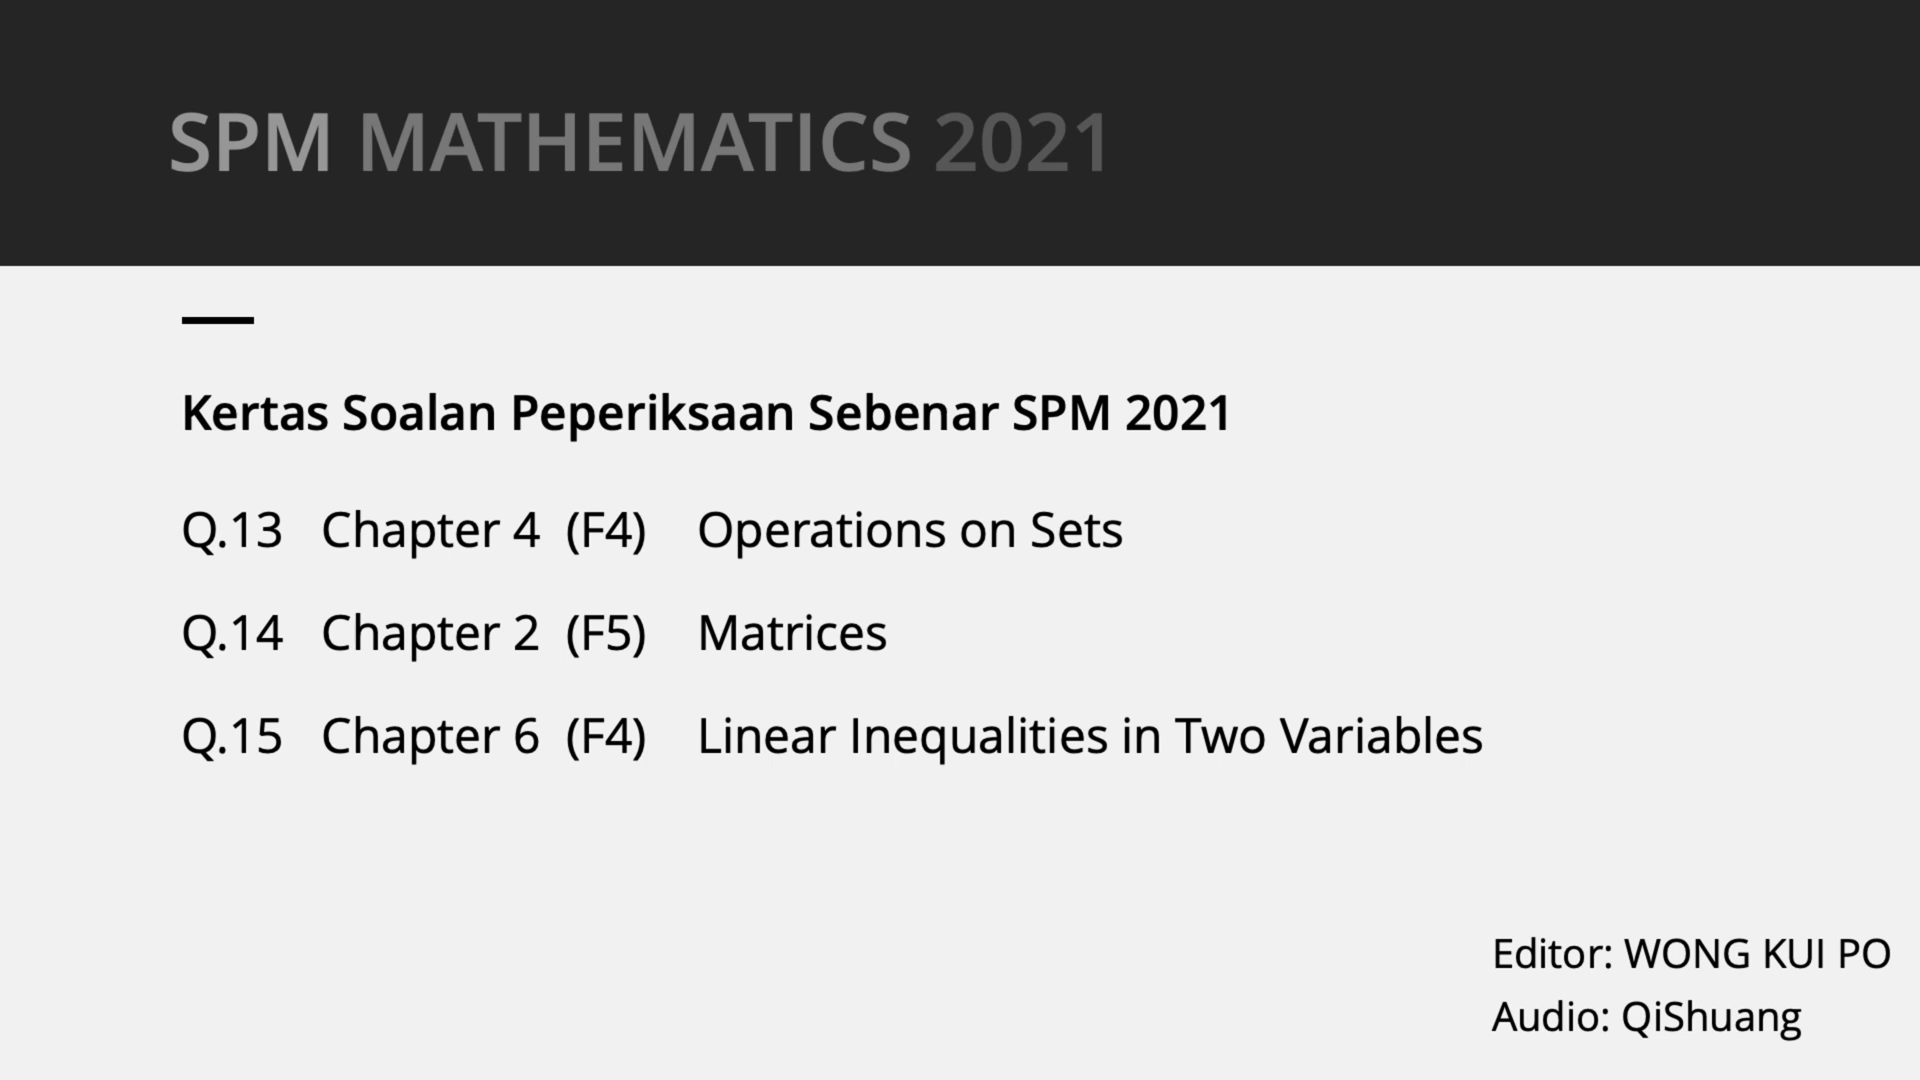 SPM MATHEMATICS 2021
Kertas Soalan Peperiksaan Sebenar SPM 2021
Q.13 Chapter 4 (F4) Operations on Sets
Q.14 Chapter 2 (F5) Matrices
Q.15 Chapter 6 (F4) Linear Inequalities in Two Variables
Editor: WONG KUI PO
Audio: QiShuang